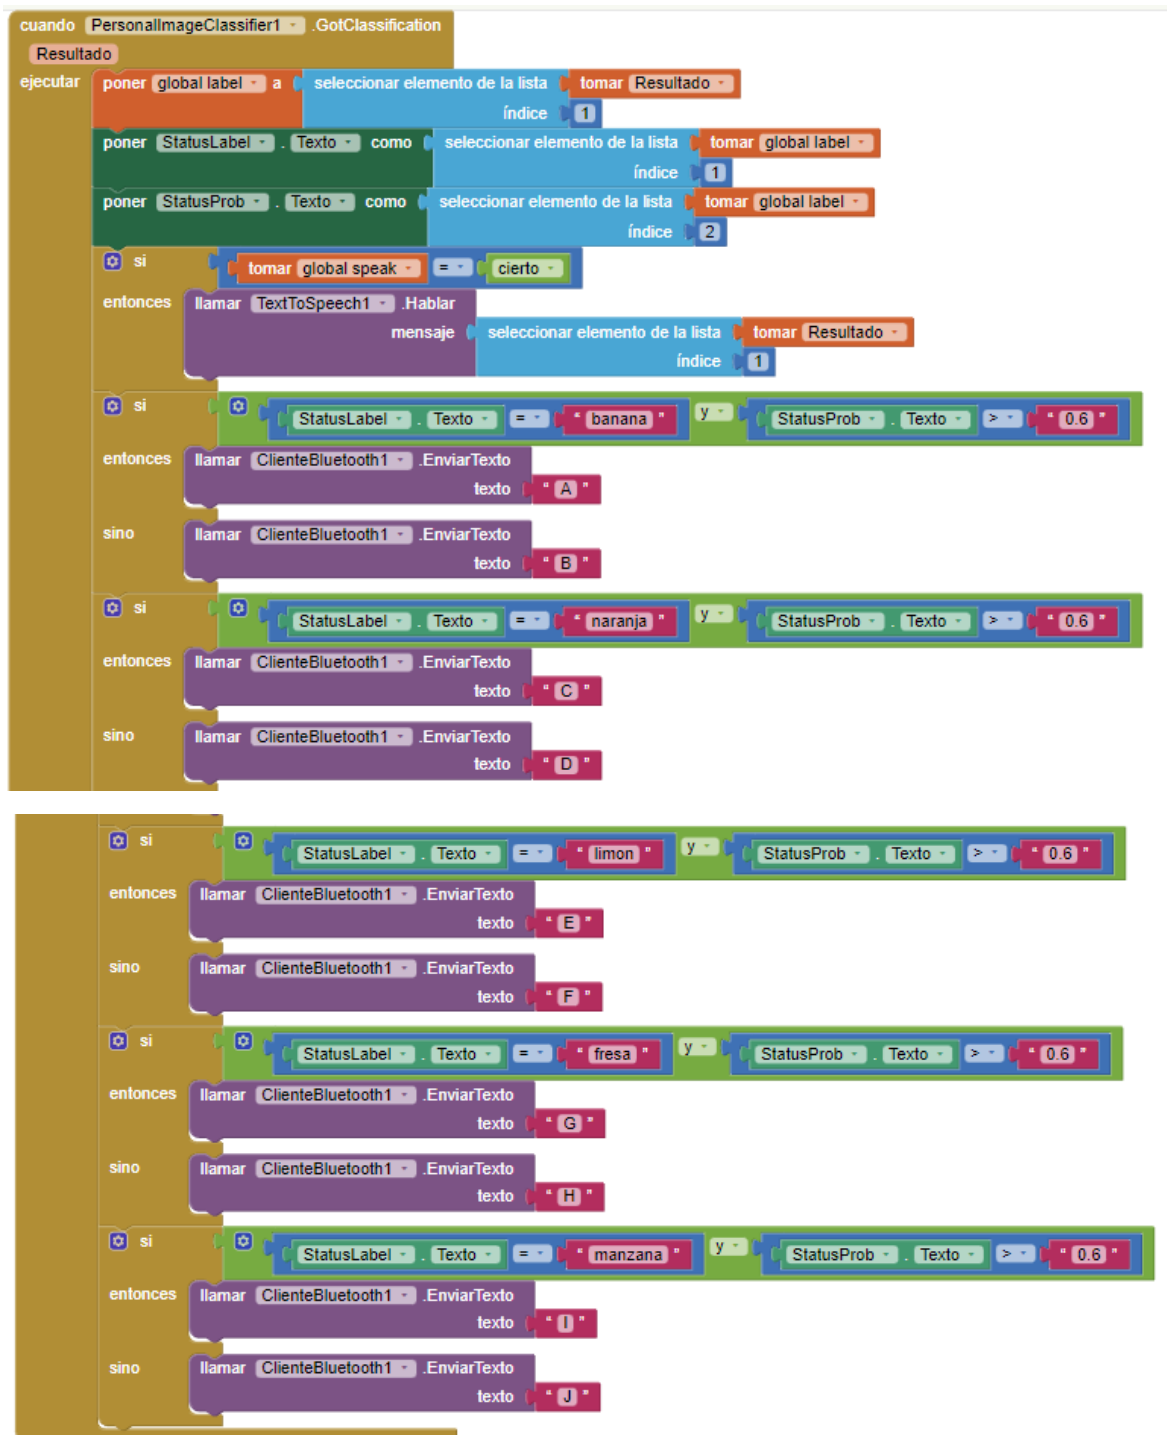 cuando PersonalImageClassifier1 .GotClassification
Resultado
ejecutar poner global label a seleccionar elemento de la lista tomar Resultado
índice 1
poner StatusLabel . Texto como seleccionar elemento de la lista tomar global label
índice 1
poner StatusProb . Texto como seleccionar elemento de la lista tomar global label
índice 2
si tomar global speak = cierto
entonces llamar TextToSpeech1 .Hablar
mensaje seleccionar elemento de la lista tomar Resultado
índice 1
si StatusLabel . Texto = " banana " y StatusProb . Texto > " 0.6 "
entonces llamar ClienteBluetooth1 .EnviarTexto
texto " A "
sino llamar ClienteBluetooth1 .EnviarTexto
texto " B "
si StatusLabel . Texto = " naranja " y StatusProb . Texto > " 0.6 "
entonces llamar ClienteBluetooth1 .EnviarTexto
texto " C "
sino llamar ClienteBluetooth1 .EnviarTexto
texto " D "
si StatusLabel . Texto = " limon " y StatusProb . Texto > " 0.6 "
entonces llamar ClienteBluetooth1 .EnviarTexto
texto " E "
sino llamar ClienteBluetooth1 .EnviarTexto
texto " F "
si StatusLabel . Texto = " fresa " y StatusProb . Texto > " 0.6 "
entonces llamar ClienteBluetooth1 .EnviarTexto
texto " G "
sino llamar ClienteBluetooth1 .EnviarTexto
texto " H "
si StatusLabel . Texto = " manzana " y StatusProb . Texto > " 0.6 "
entonces llamar ClienteBluetooth1 .EnviarTexto
texto " I "
sino llamar ClienteBluetooth1 .EnviarTexto
texto " J "